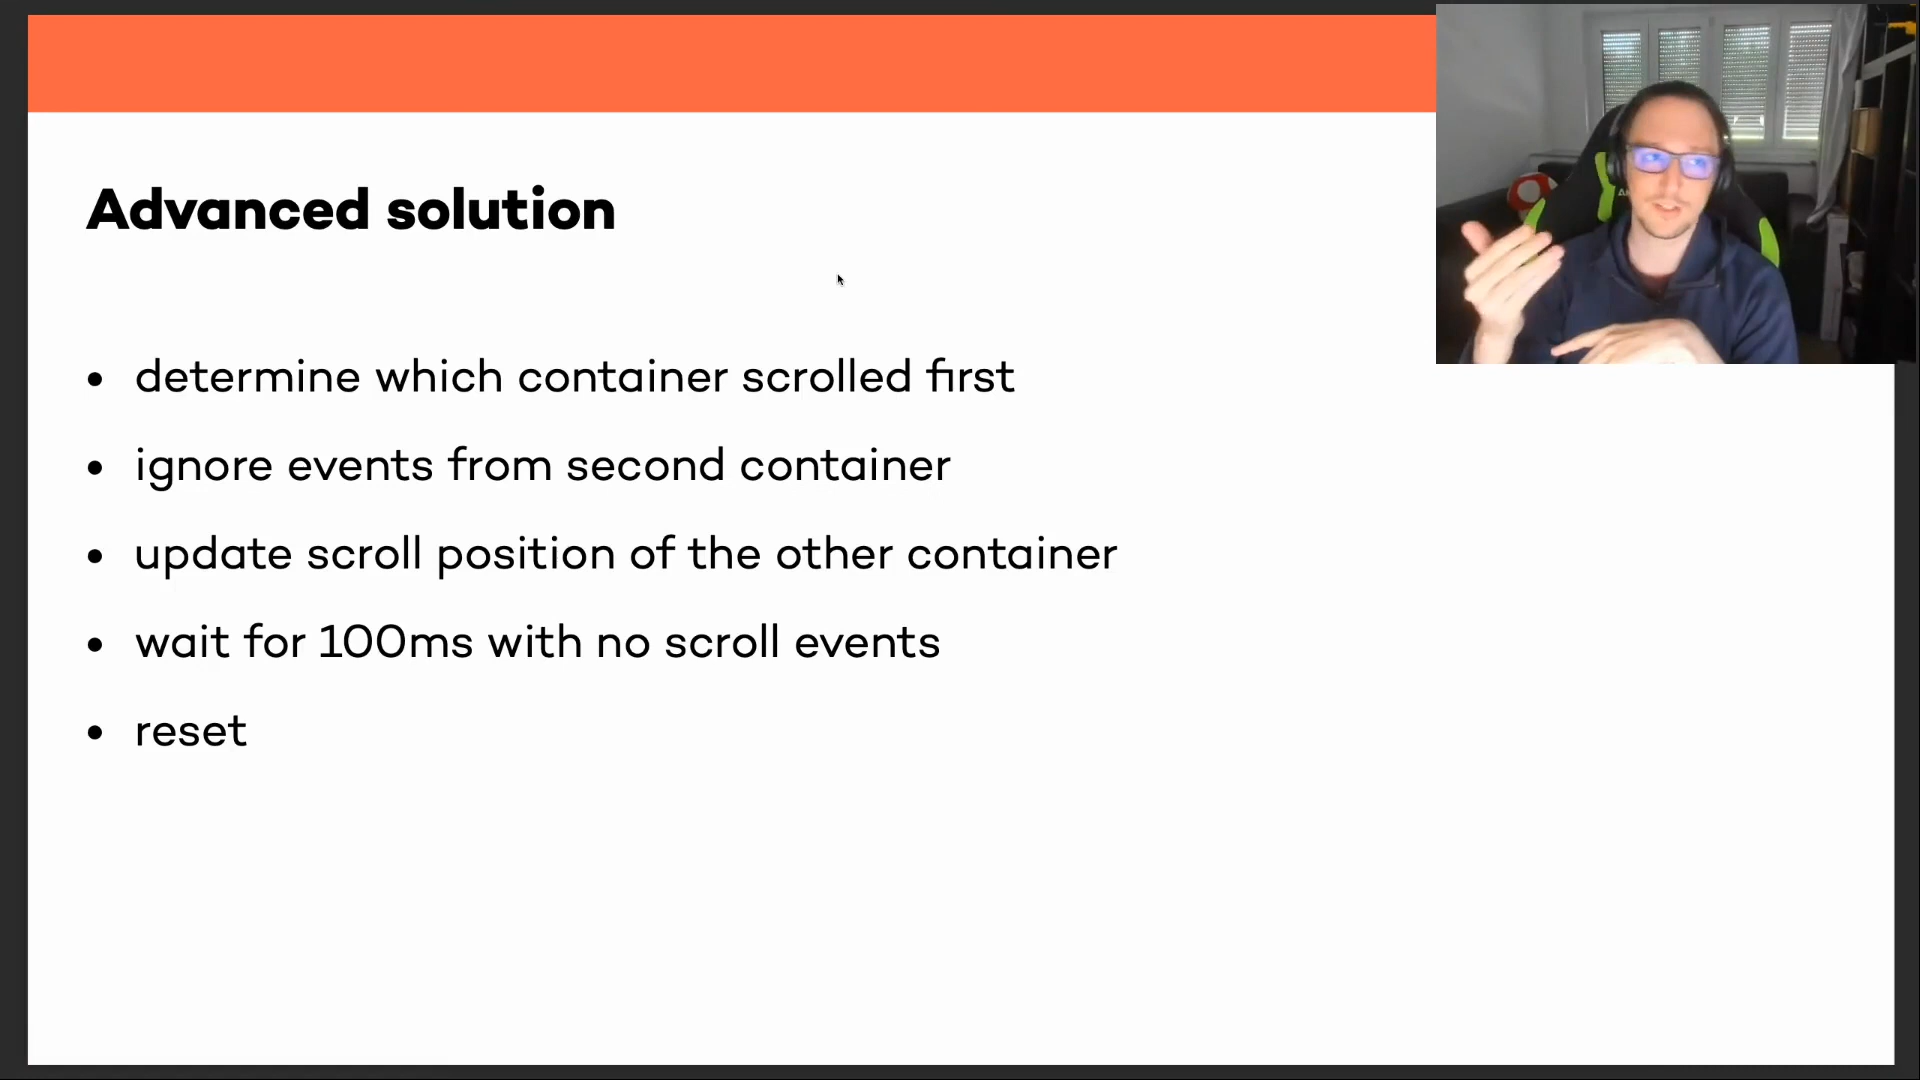 Advanced solution
determine which container scrolled first
ignore events from second container
update scroll position of the other container
wait for 100ms with no scroll events
reset